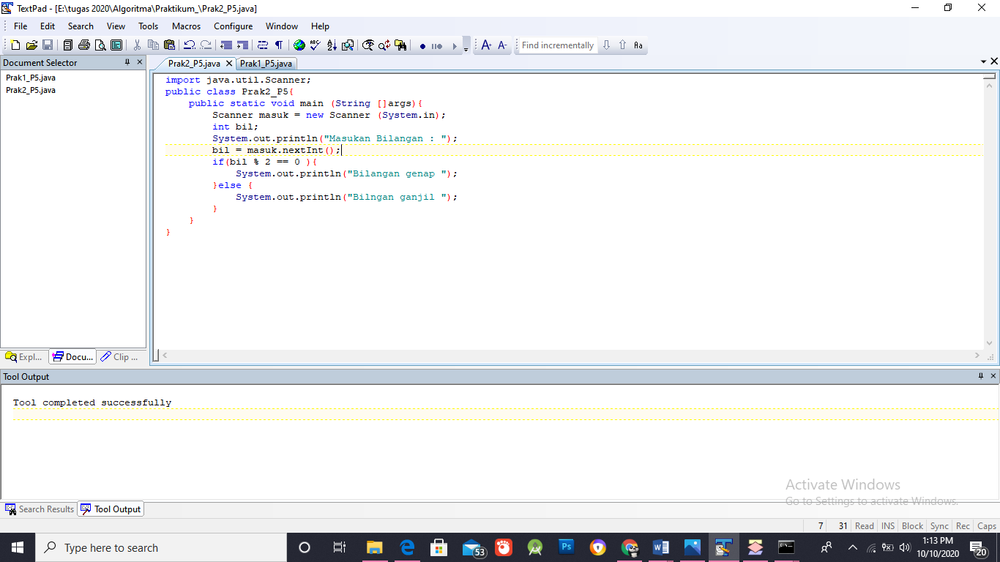 TextPad - [E:\tugas 2020\Algoritma\Praktikum_\Prak2_P5.java]
File Edit Search View Tools Macros Configure Window Help
Find incrementally
Document Selector
Prak1_P5.java
Prak2_P5.java
Prak2_P5.java Prak1_P5.java
import java.util.Scanner;
public class Prak2_P5{
    public static void main (String []args){
        Scanner masuk = new Scanner (System.in);
        int bil;
        System.out.println("Masukan Bilangan : ");
        bil = masuk.nextInt();
        if(bil % 2 == 0 ){
            System.out.println("Bilangan genap ");
        }else {
            System.out.println("Bilngan ganjil ");
        }
    }
}
Expl... Docu... Clip ...
Tool Output
Tool completed successfully
Activate Windows
Go to Settings to activate Windows.
Search Results Tool Output
7 31 Read INS Block Sync Rec Caps
Type here to search
53
Ps
1:13 PM
10/10/2020
20